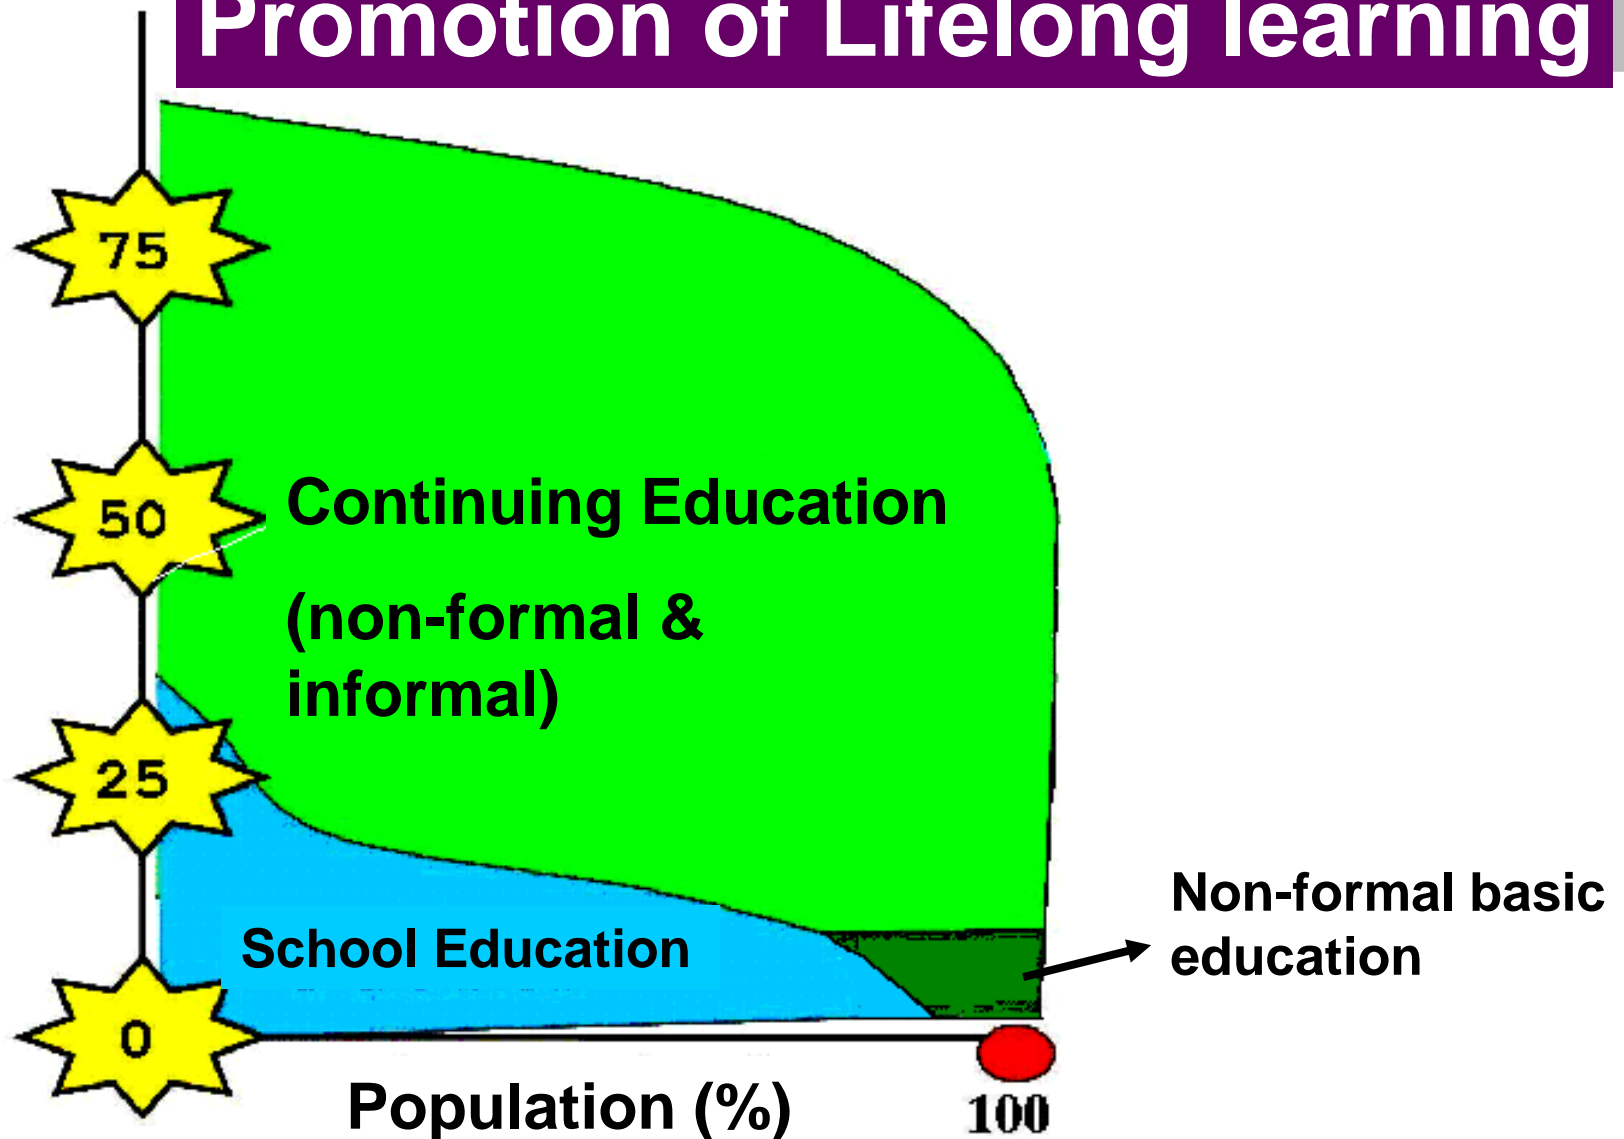 Promotion of Lifelong learning
75
50
Continuing Education
(non-formal &
informal)
25
School Education
Non-formal basic
education
0
Population (%)
100